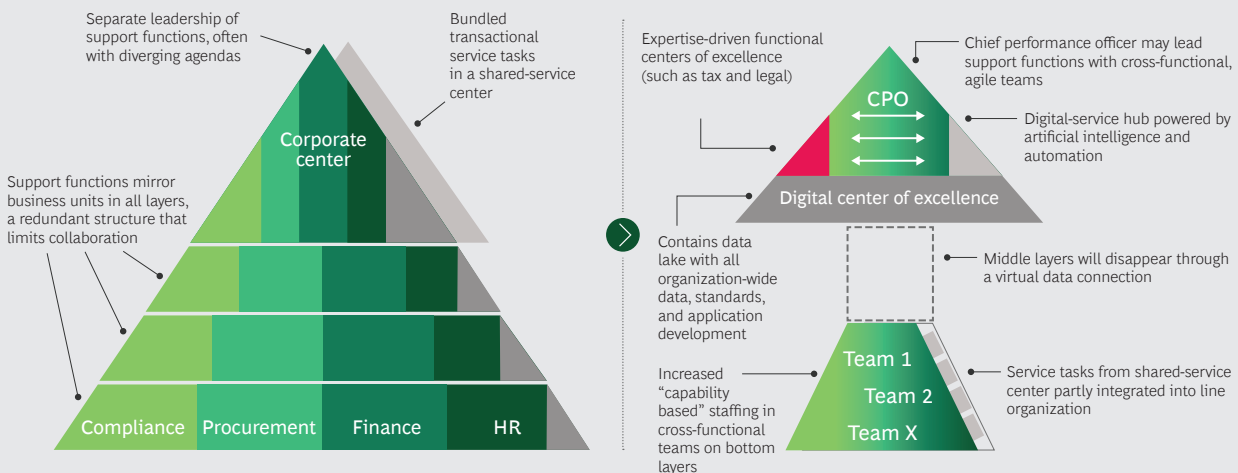 Separate leadership of
support functions, often
with diverging agendas
Bundled
transactional
service tasks
in a shared-service
center
Corporate
center
Support functions mirror
business units in all layers,
a redundant structure that
limits collaboration
Compliance
Procurement
Finance
HR
Expertise-driven functional
centers of excellence
(such as tax and legal)
Chief performance officer may lead
support functions with cross-functional,
agile teams
CPO
Digital-service hub powered by
artificial intelligence and
automation
Digital center of excellence
Contains data
lake with all
organization-wide
data, standards,
and application
development
Middle layers will disappear through
a virtual data connection
Increased
“capability
based” staffing in
cross-functional
teams on bottom
layers
Team 1
Team 2
Team X
Service tasks from shared-service
center partly integrated into line
organization